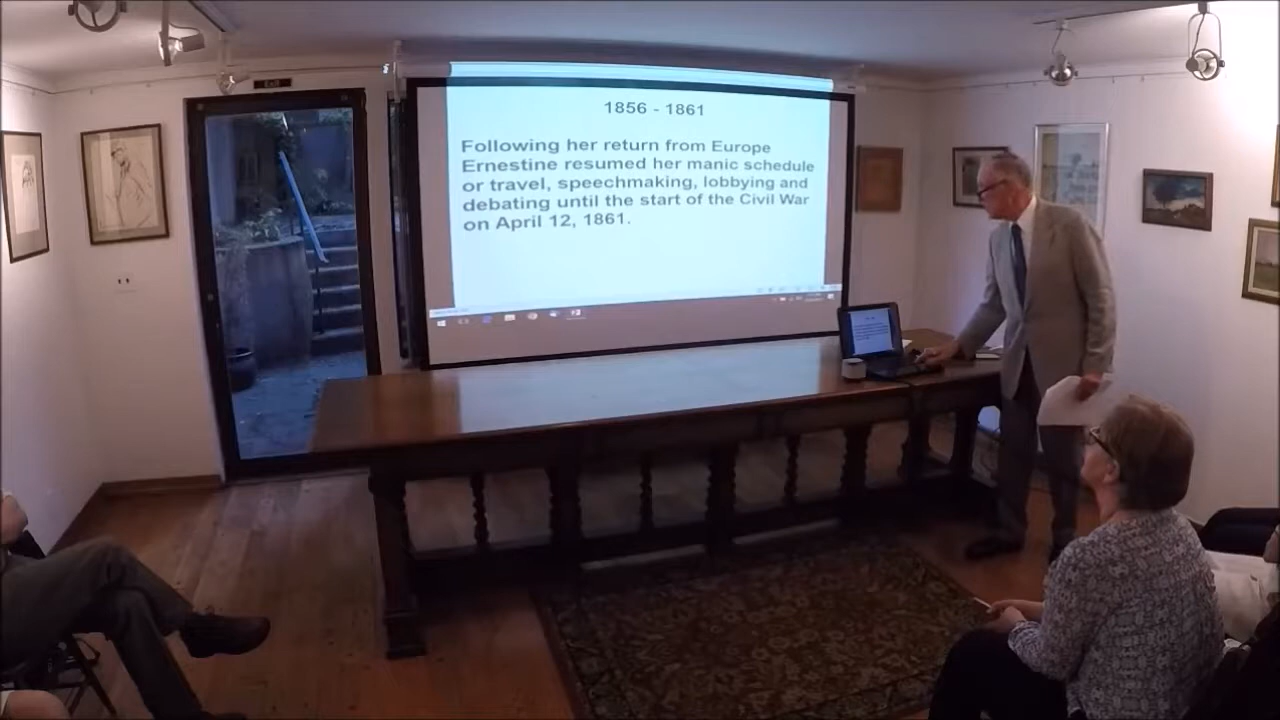 Exit
1856 - 1861
Following her return from Europe
Ernestine resumed her manic schedule
or travel, speechmaking, lobbying and
debating until the start of the Civil War
on April 12, 1861.